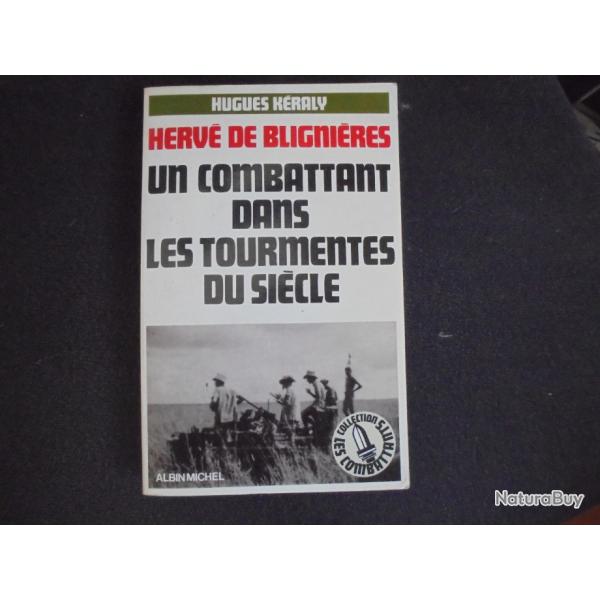 HUGUES KÉRALY
HERVÉ DE BLIGNIÈRES
UN COMBATTANT
DANS
LES TOURMENTES
DU SIÈCLE
COLLECTION
LES COMBATTANTS
ALBIN MICHEL
NaturaBuy